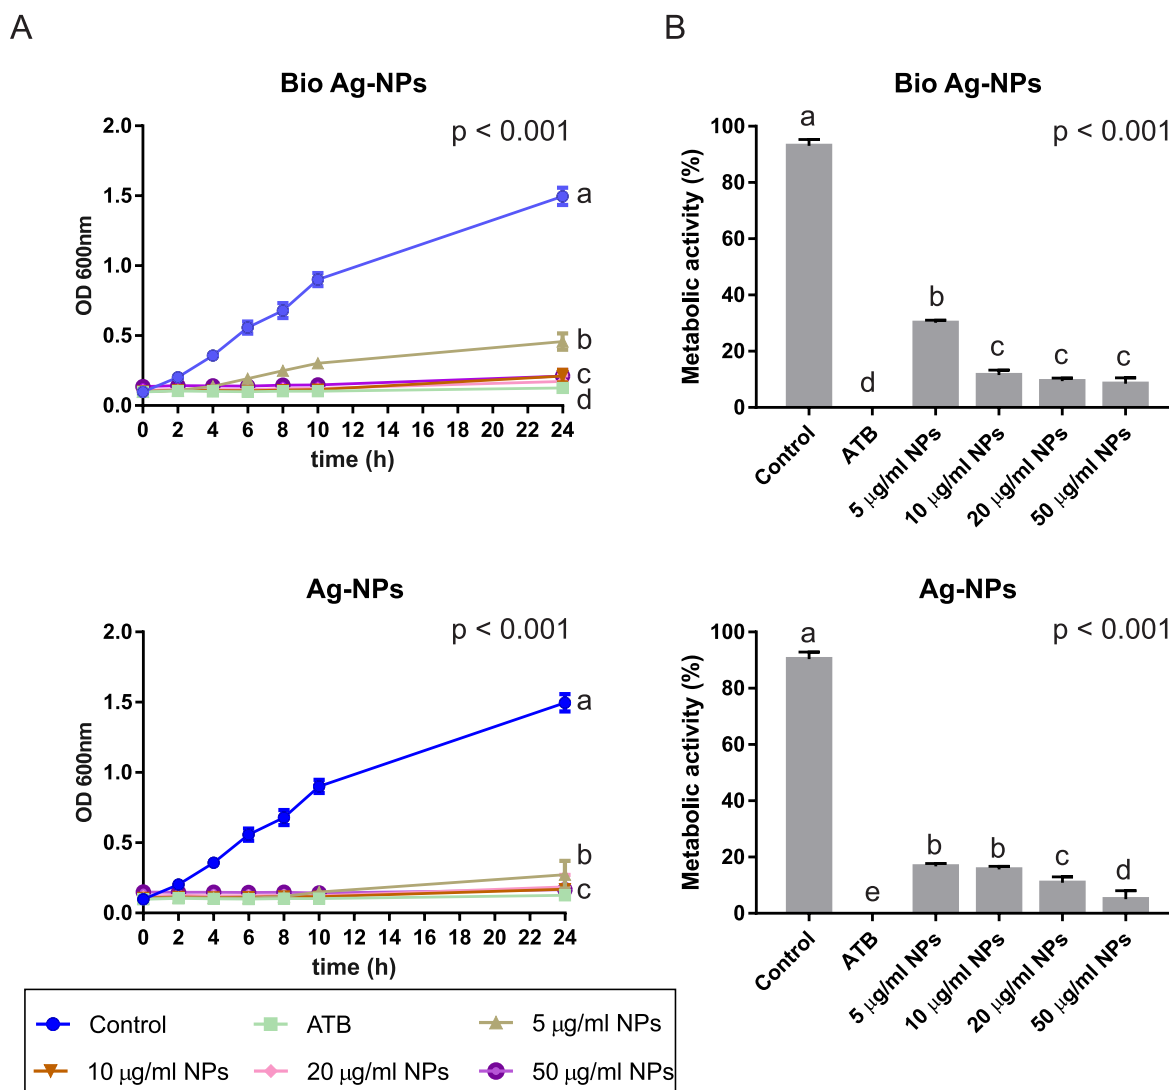 A
Bio Ag-NPs
p < 0.001
OD 600nm
2.0
1.5
1.0
0.5
0.0
a
b
c
d
0 2 4 6 8 10 12 14 16 18 20 22 24
time (h)
B
Bio Ag-NPs
p < 0.001
Metabolic activity (%)
100
80
60
40
20
0
a
d
b
c
c
c
Control
ATB
5 μg/ml NPs
10 μg/ml NPs
20 μg/ml NPs
50 μg/ml NPs
Ag-NPs
p < 0.001
OD 600nm
2.0
1.5
1.0
0.5
0.0
a
b
c
0 2 4 6 8 10 12 14 16 18 20 22 24
time (h)
Ag-NPs
p < 0.001
Metabolic activity (%)
100
80
60
40
20
0
a
e
b
b
c
d
Control
ATB
5 μg/ml NPs
10 μg/ml NPs
20 μg/ml NPs
50 μg/ml NPs
Control ATB 5 μg/ml NPs
10 μg/ml NPs 20 μg/ml NPs 50 μg/ml NPs